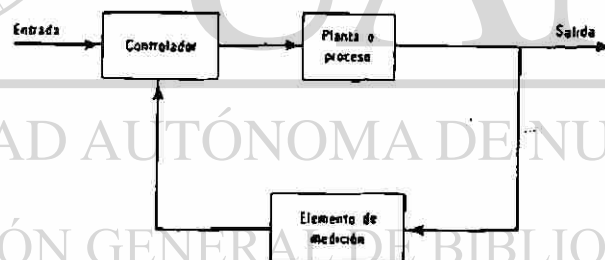 Entrada
Controlador
Planta o
proceso
Salida
AD AUTÓNOMA DE NU
Elemento de
medición
ÓN GENERAL DE BIBLIO